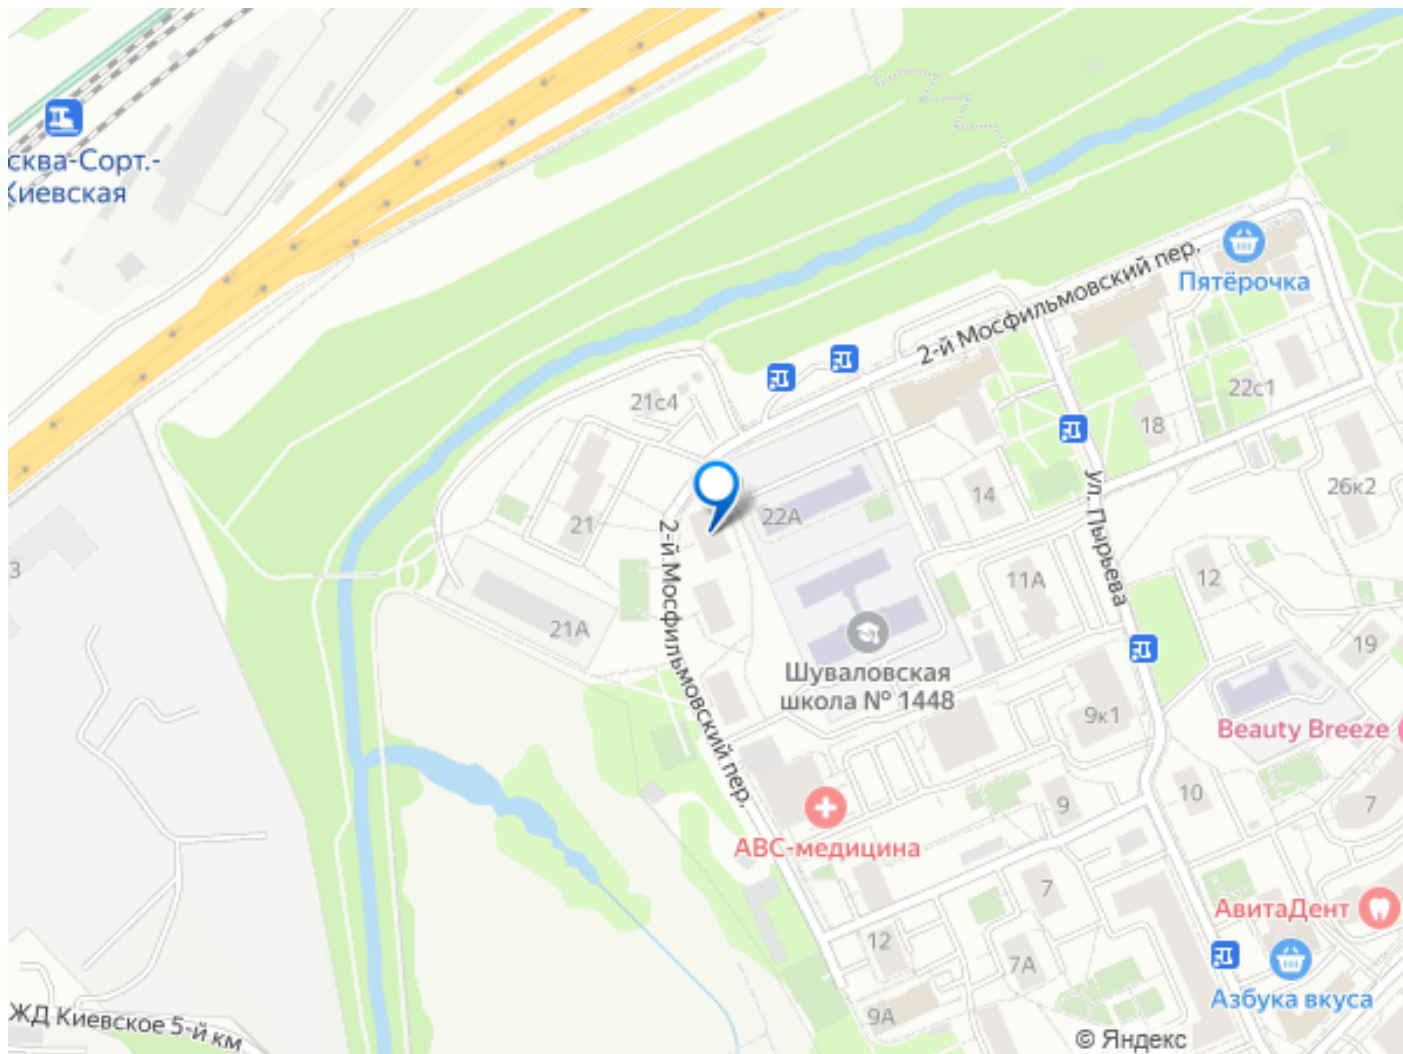 сква-Сорт.-
Киевская
2-й Мосфильмовский пер.
Пятёрочка
21с4
22с1
18
ул. Пырьева
26к2
14
22А
21
2-й Мосфильмовский пер.
3
11А
12
21А
19
Шуваловская
школа № 1448
9к1
Beauty Breeze
10
9
7
АВС-медицина
7
АвитаДент
12
7А
Азбука вкуса
9А
ЖД Киевское 5-й км
© Яндекс